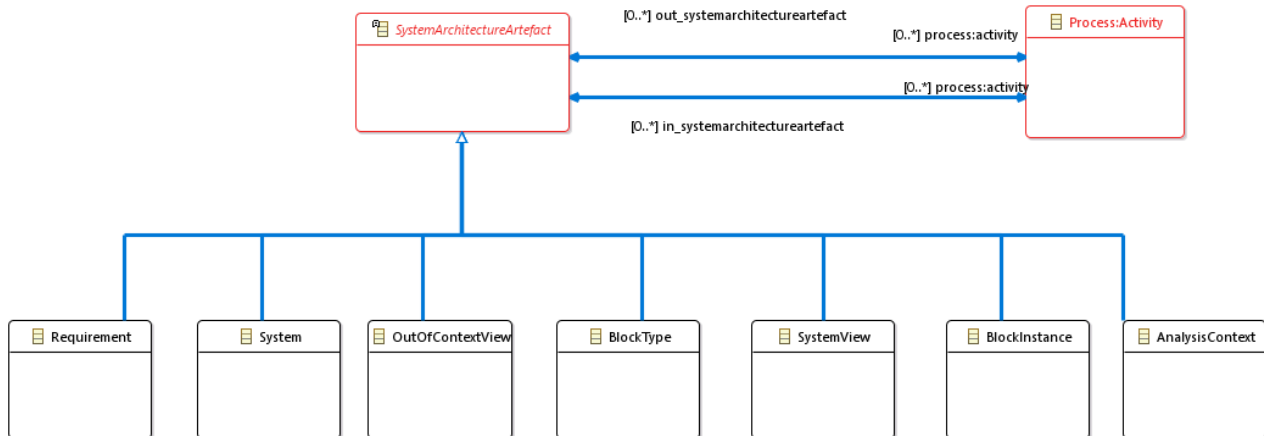 [0..*] out_systemarchitectureartefact
SystemArchitectureArtefact
Process:Activity
[0..*] process:activity
[0..*] process:activity
[0..*] in_systemarchitectureartefact
Requirement
System
OutOfContextView
BlockType
SystemView
BlockInstance
AnalysisContext